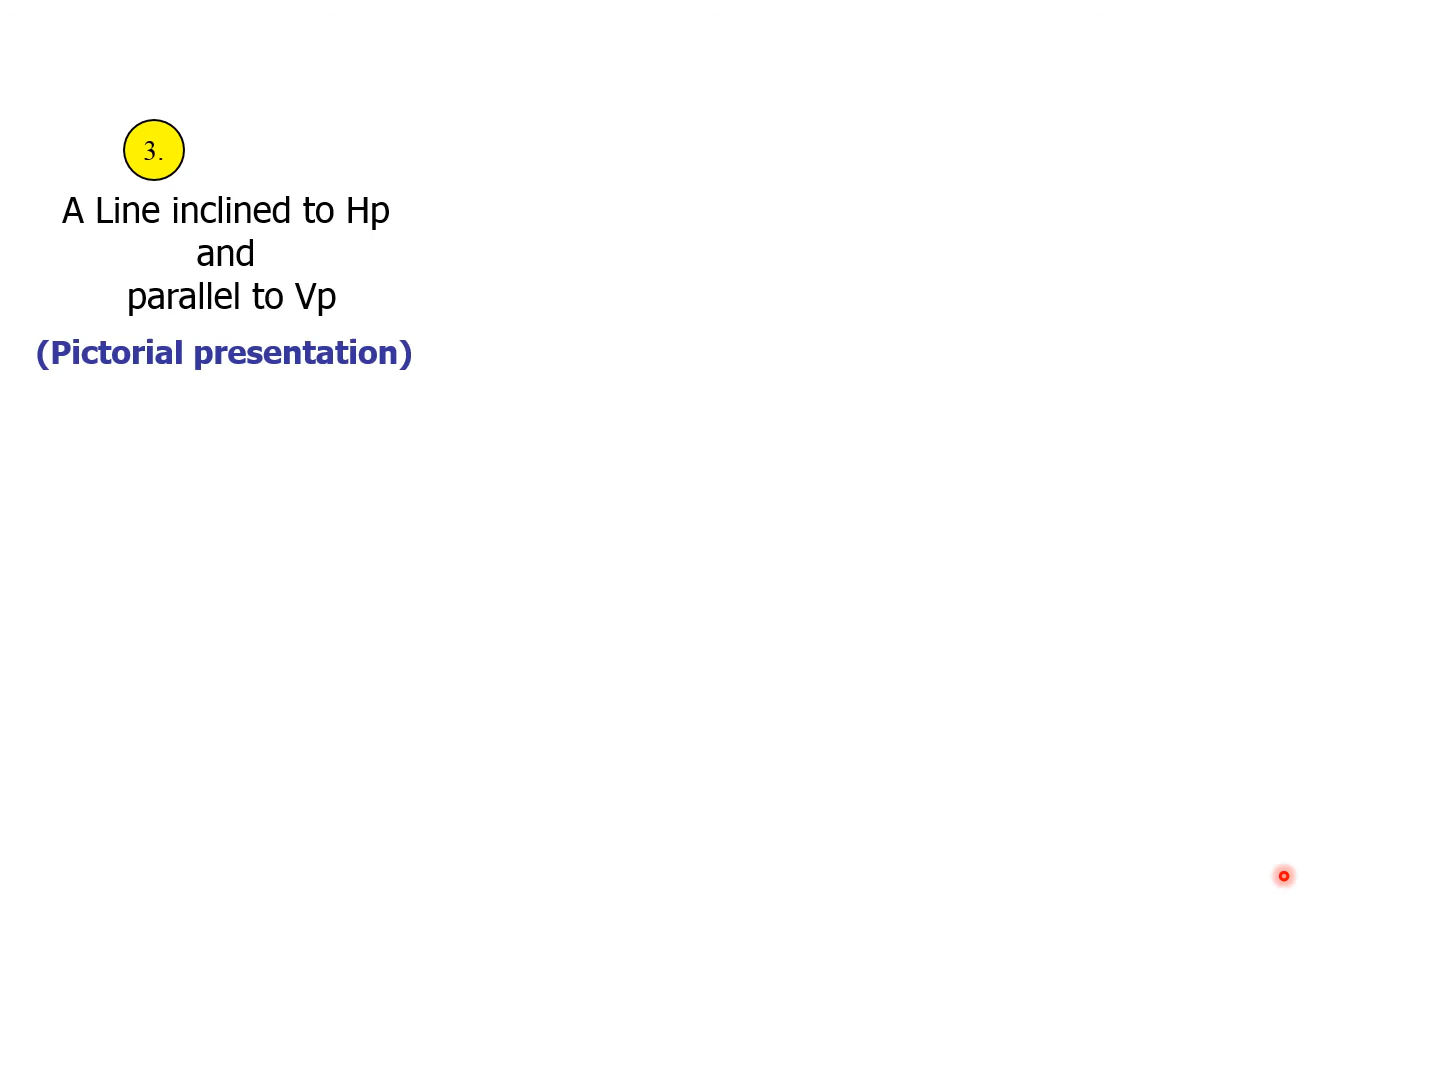 3.
A Line inclined to Hp
and
parallel to Vp
(Pictorial presentation)